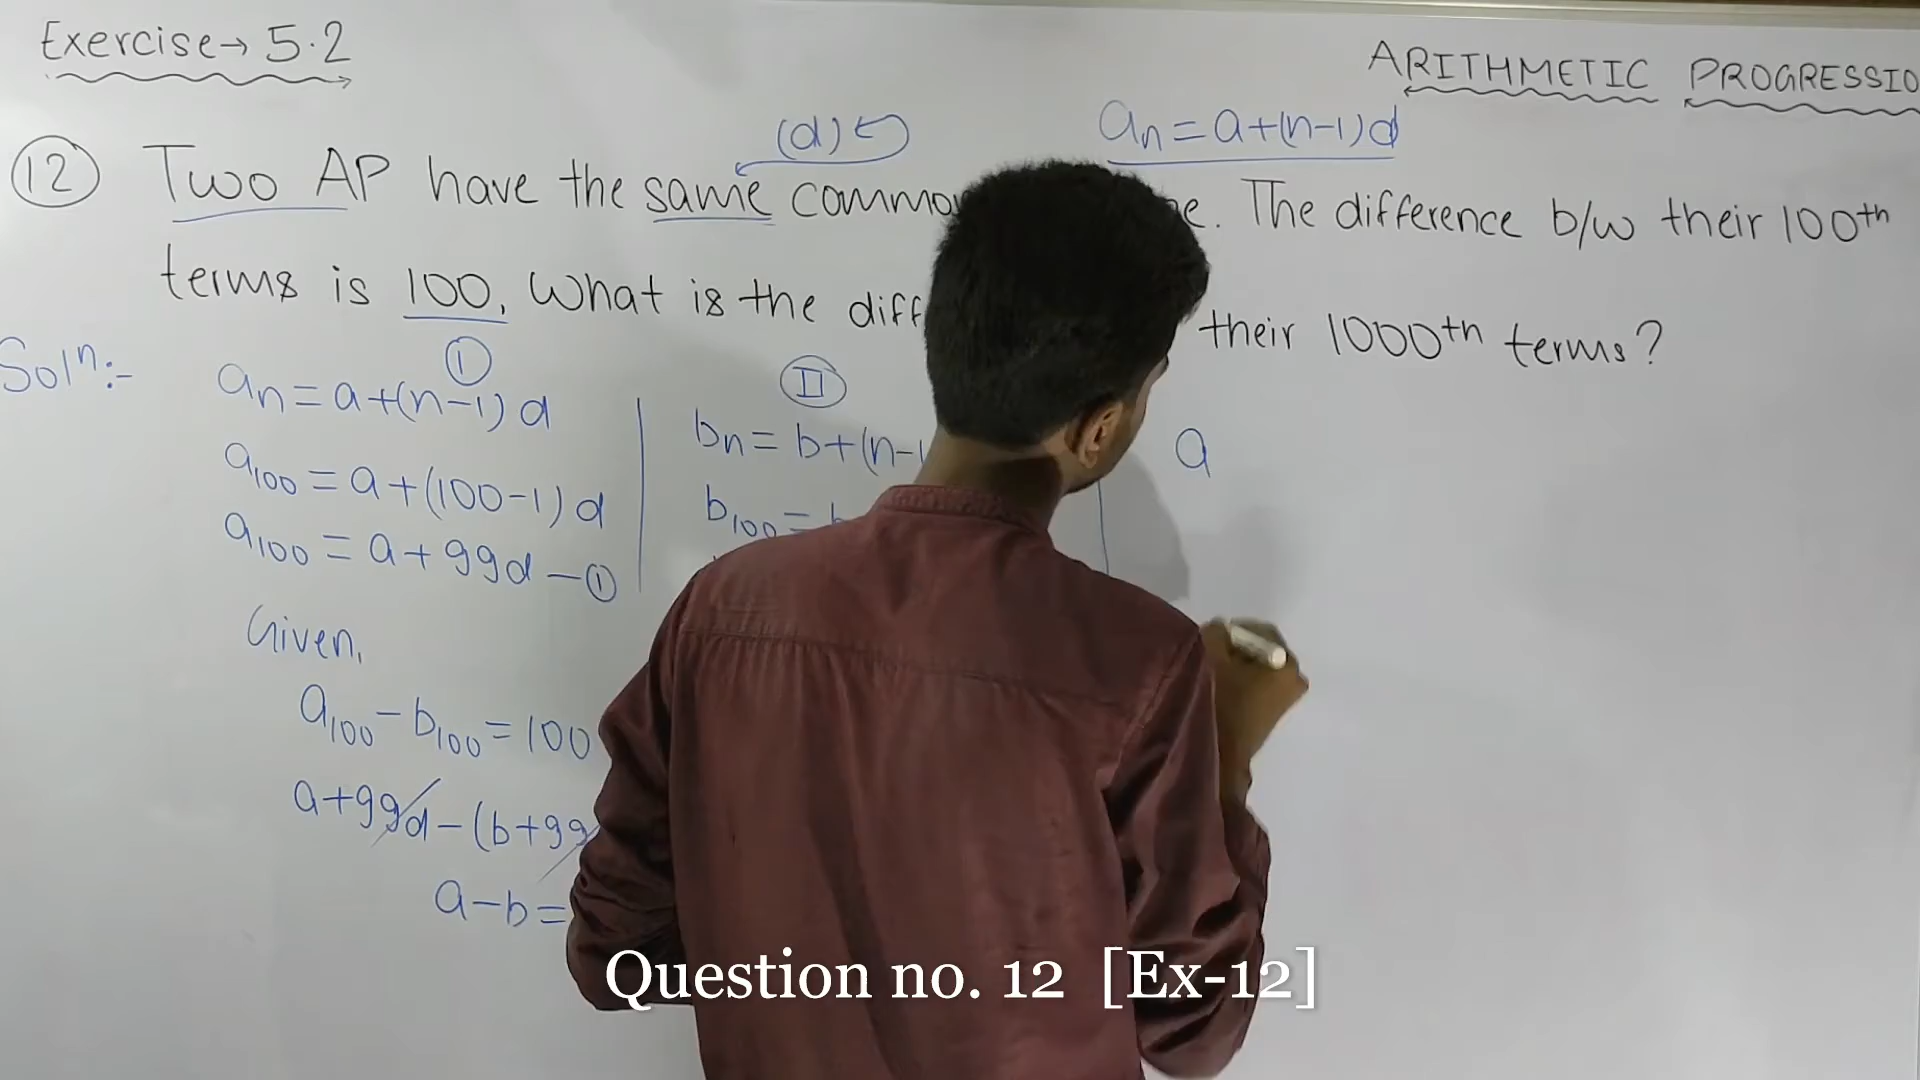 Exercise→ 5.2
ARITHMETIC PROGRESSIO
(d)
an = a+(n-1)d
12 Two AP have the same commo e. The difference b/w their 100th
terms is 100. What is the diff their 1000th terms?
Soln:-
I
an = a+(n-1)d
a100 = a+(100-1)d
a100 = a+99d —①
II
bn = b+(n-1
b100 =
a
Given,
a100 - b100 = 100
a+99d - (b+99
a-b=
Question no. 12 [Ex-12]